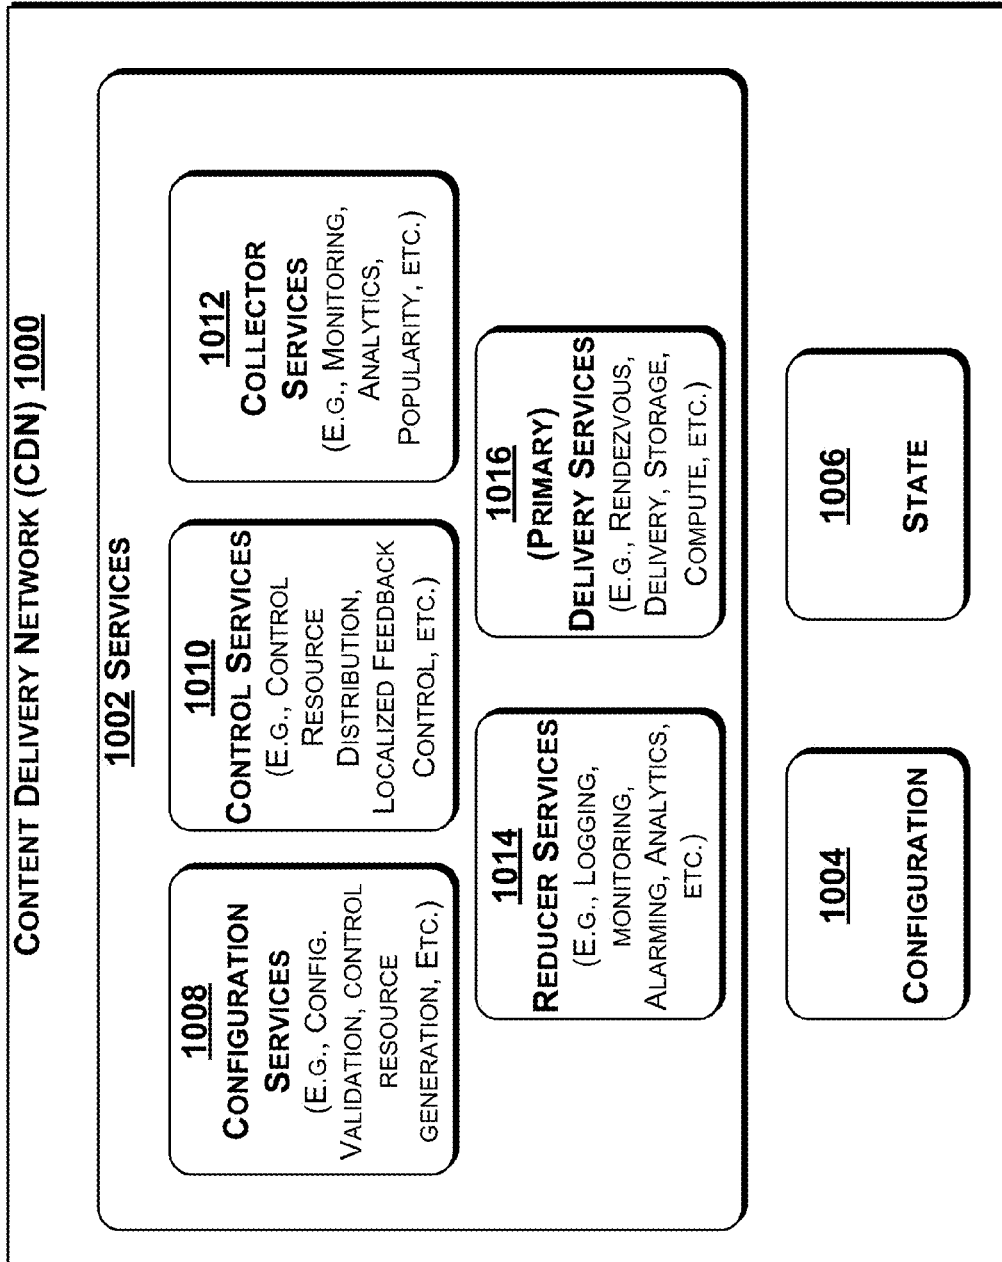 CONTENT DELIVERY NETWORK (CDN) 1000
1002 SERVICES
1008
CONFIGURATION
SERVICES
(E.G., CONFIG.
VALIDATION, CONTROL
RESOURCE
GENERATION, ETC.)
1010
CONTROL SERVICES
(E.G., CONTROL
RESOURCE
DISTRIBUTION,
LOCALIZED FEEDBACK
CONTROL, ETC.)
1012
COLLECTOR
SERVICES
(E.G., MONITORING,
ANALYTICS,
POPULARITY, ETC.)
1014
REDUCER SERVICES
(E.G., LOGGING,
MONITORING,
ALARMING, ANALYTICS,
ETC.)
1016
(PRIMARY)
DELIVERY SERVICES
(E.G., RENDEZVOUS,
DELIVERY, STORAGE,
COMPUTE, ETC.)
1004
CONFIGURATION
1006
STATE